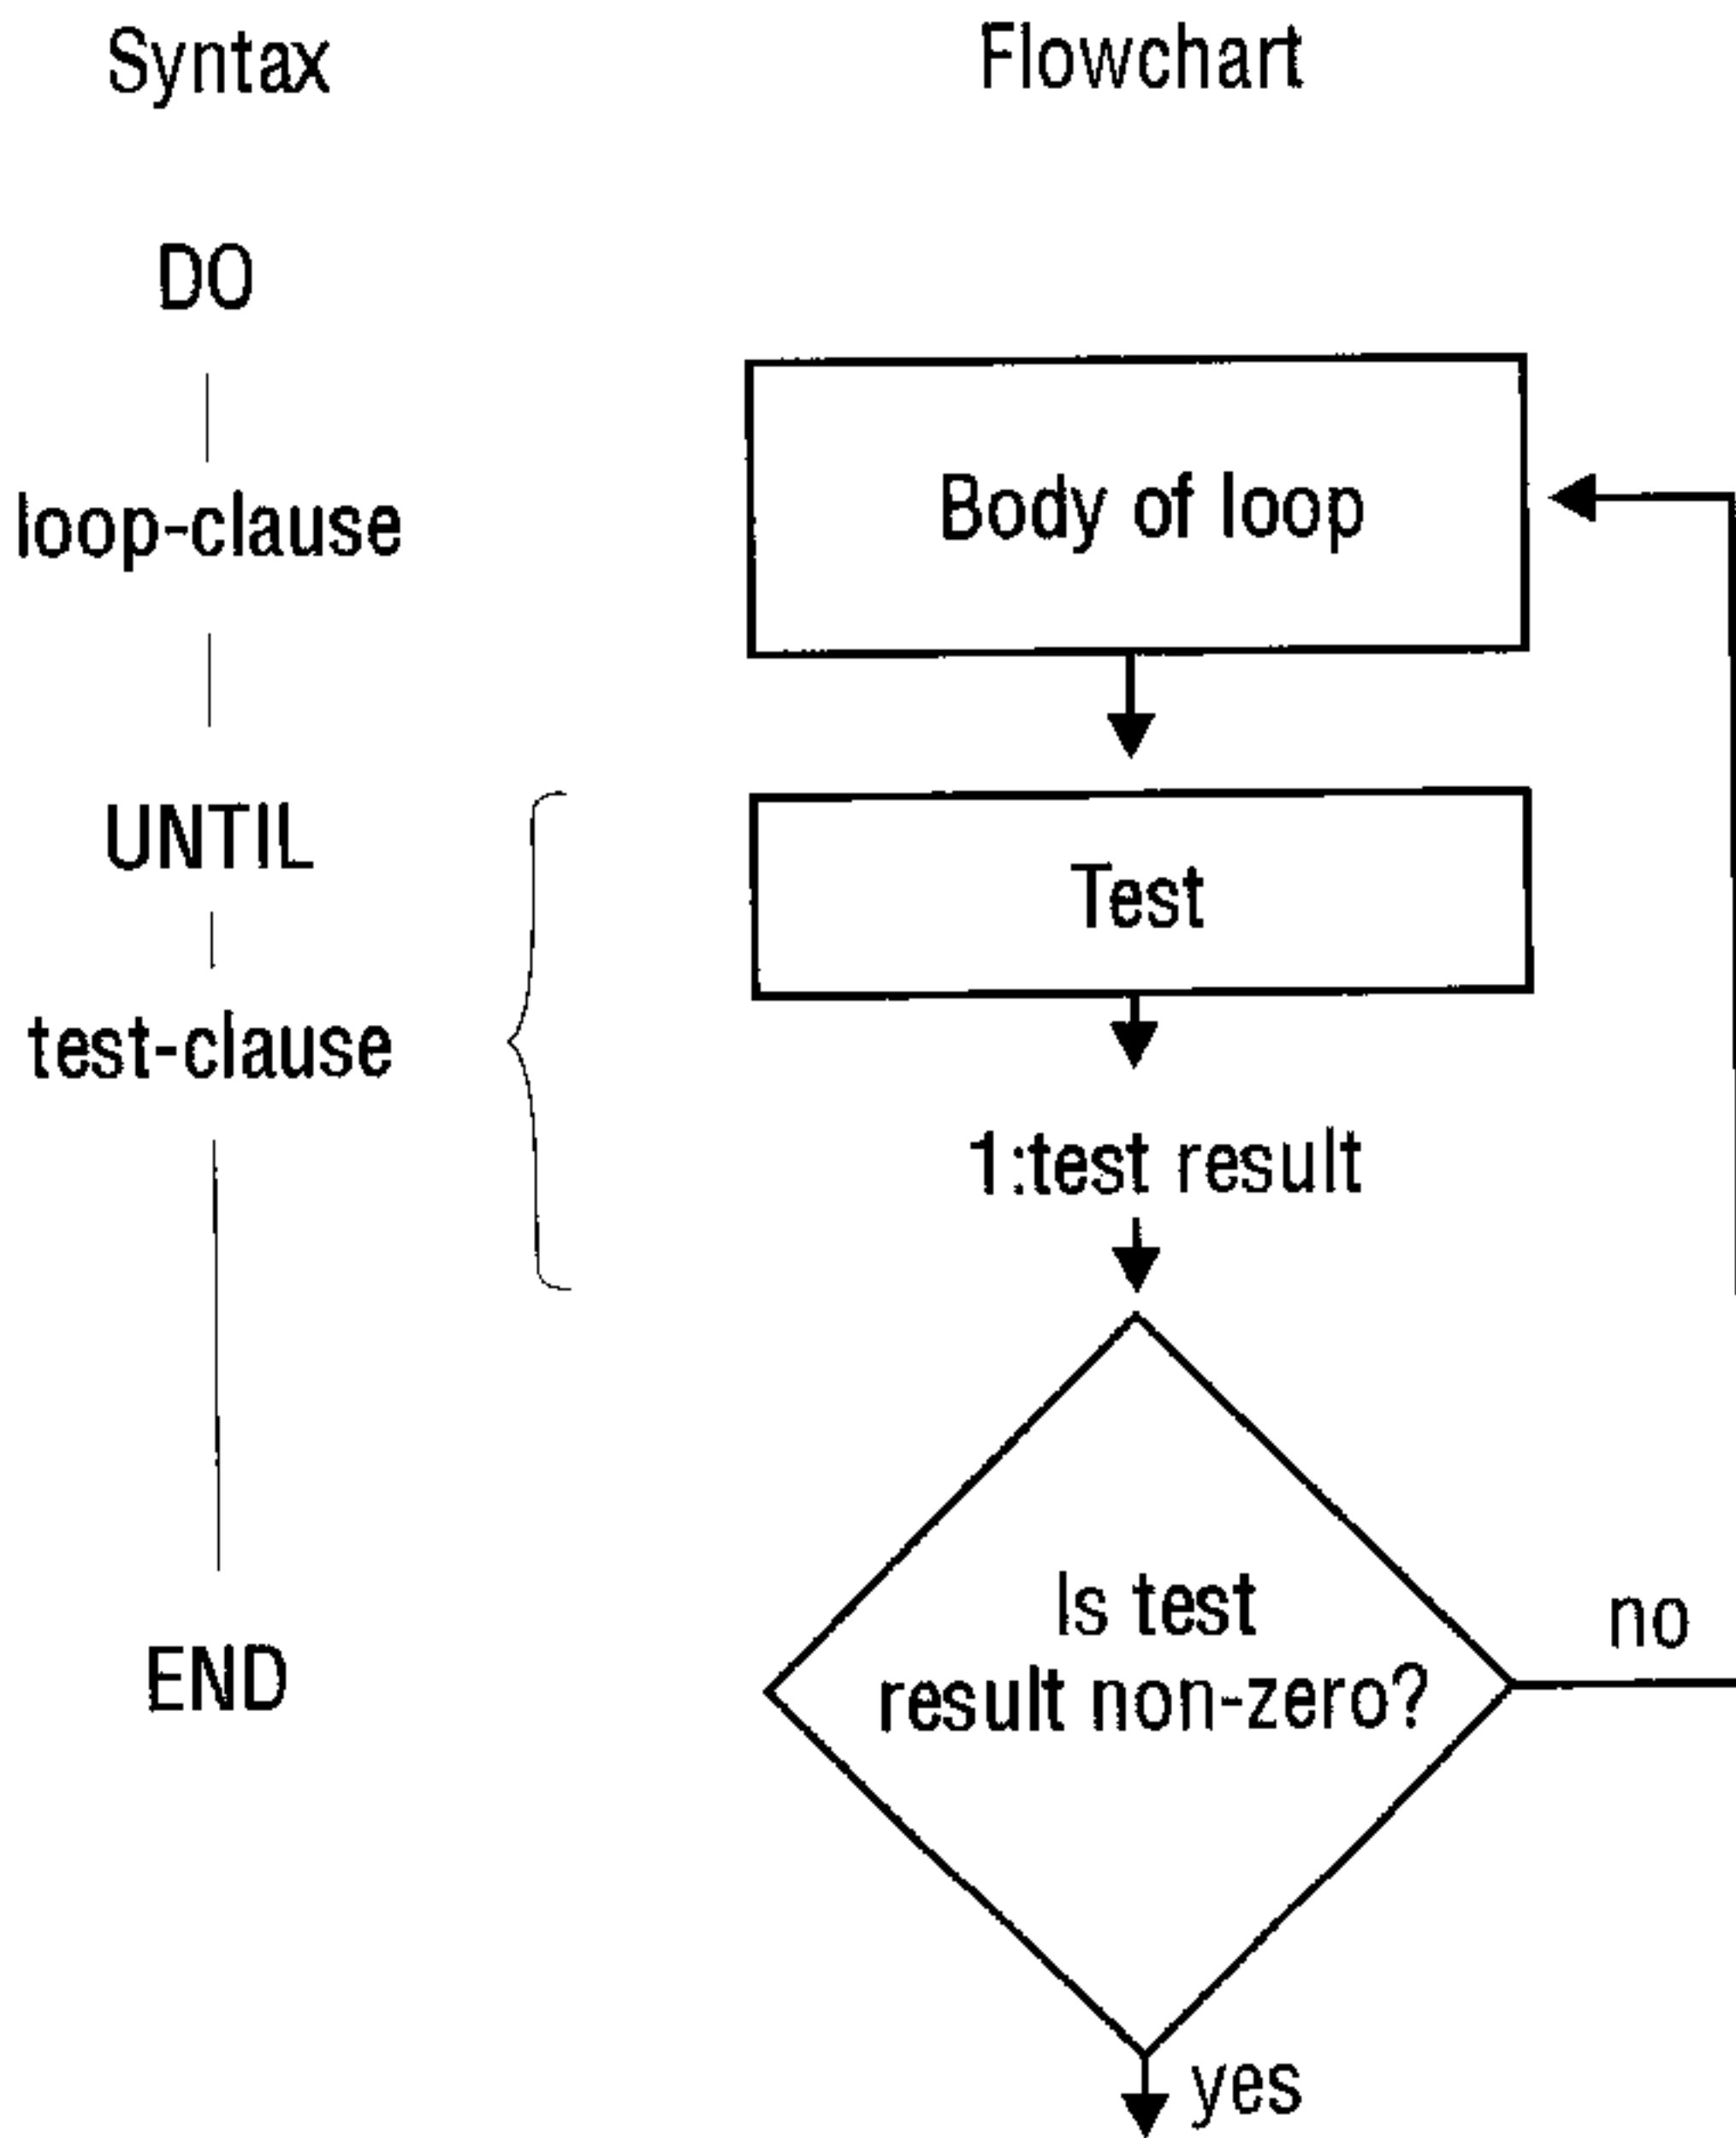 Syntax
Flowchart
DO
loop-clause
UNTIL
test-clause
END
Body of loop
Test
1:test result
Is test
result non-zero?
no
yes